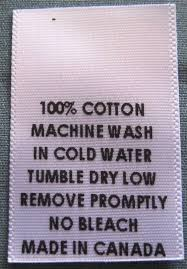 100% COTTON
MACHINE WASH
IN COLD WATER
TUMBLE DRY LOW
REMOVE PROMPTLY
NO BLEACH
MADE IN CANADA